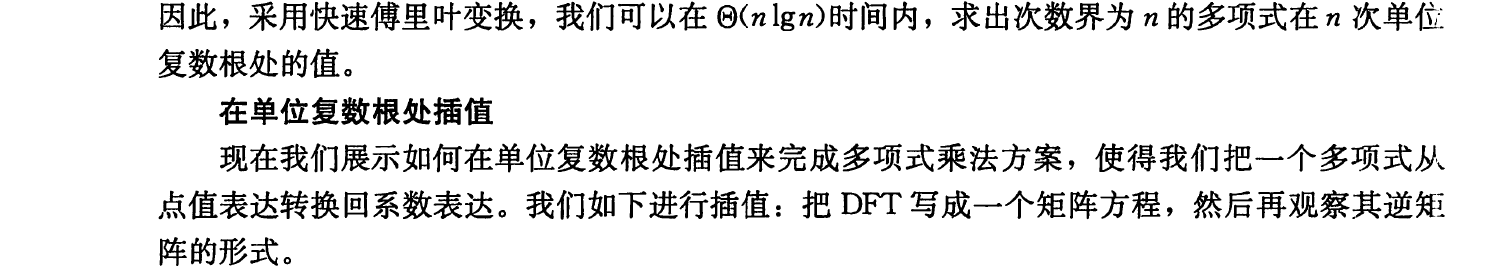 因此，采用快速傅里叶变换，我们可以在 Θ(n lg n)时间内，求出次数界为 n 的多项式在 n 次单位
复数根处的值。
在单位复数根处插值
现在我们展示如何在单位复数根处插值来完成多项式乘法方案，使得我们把一个多项式从
点值表达转换回系数表达。我们如下进行插值：把 DFT 写成一个矩阵方程，然后再观察其逆矩
阵的形式。